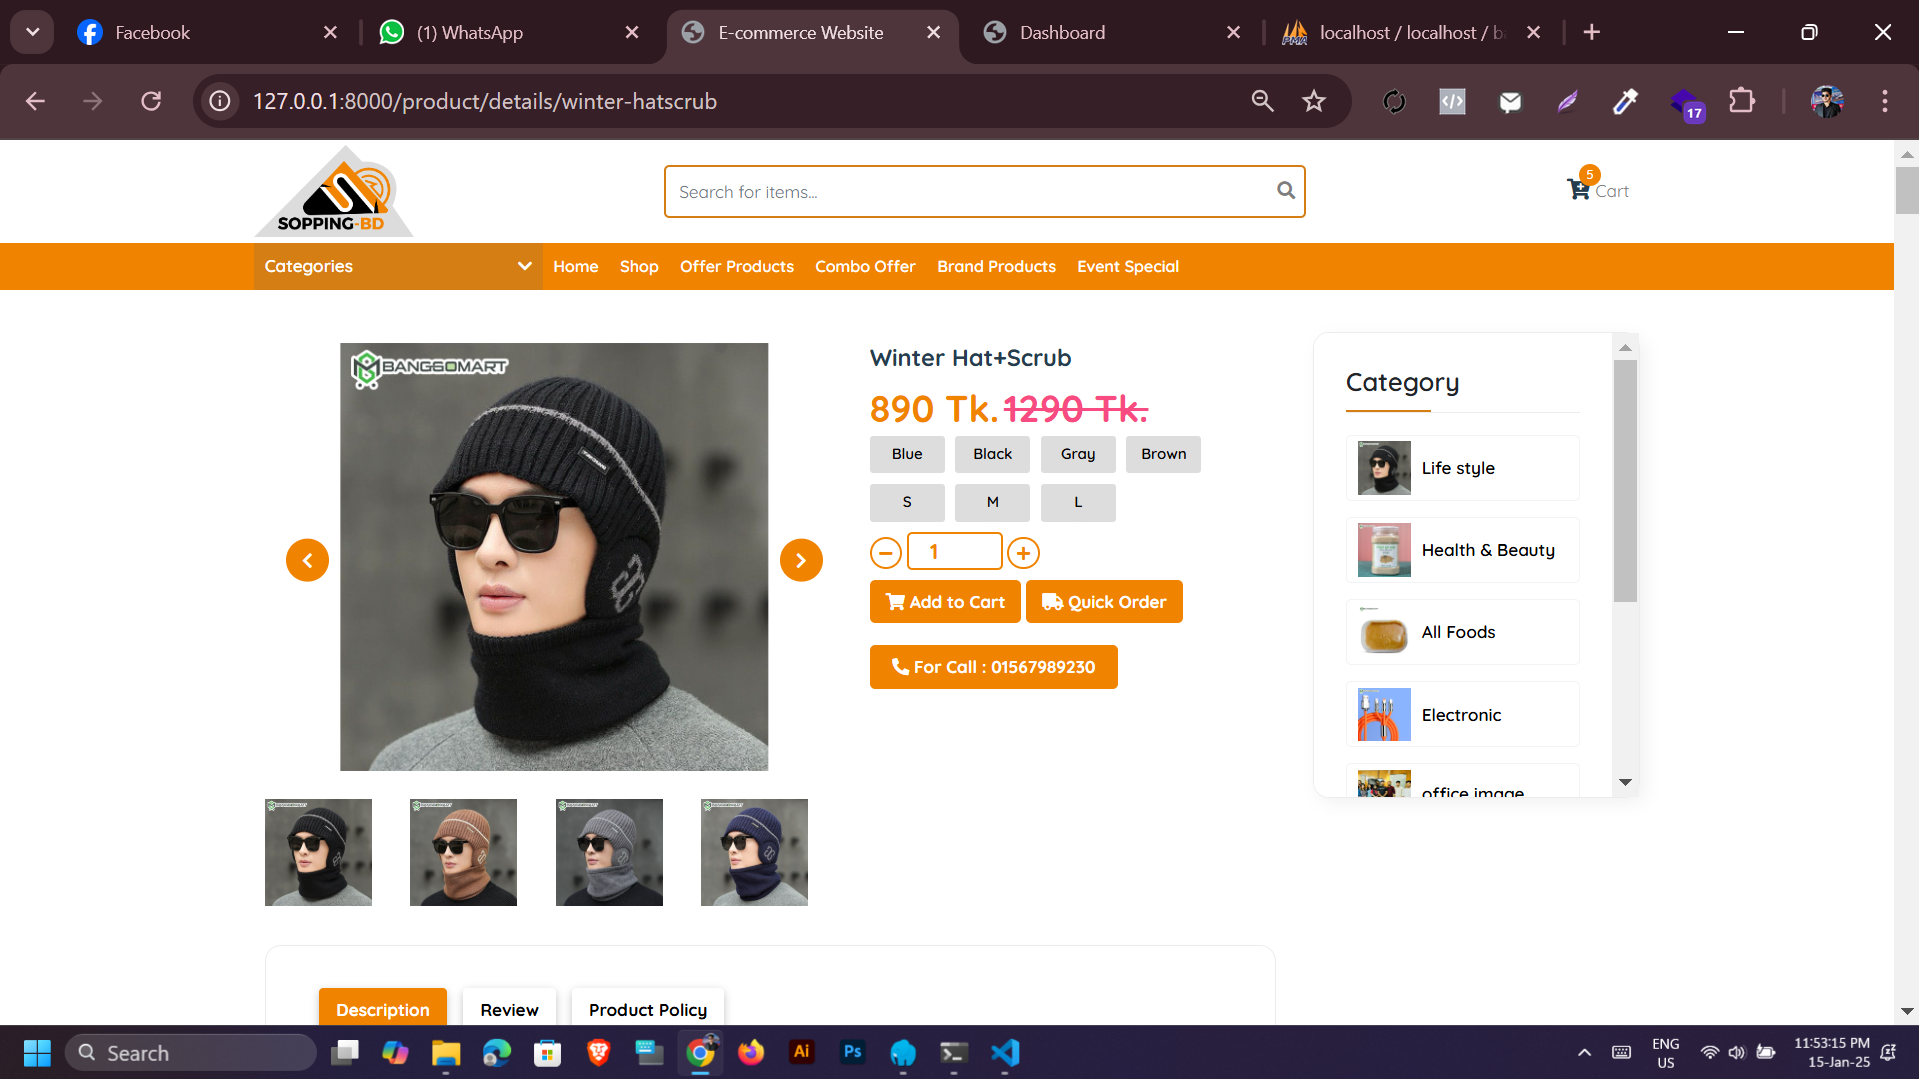 Facebook
(1) WhatsApp
E-commerce Website
Dashboard
localhost / localhost / b
127.0.0.1:8000/product/details/winter-hatscrub
</>
17
SOPPING-BD
Search for items...
5
Cart
Categories
Home
Shop
Offer Products
Combo Offer
Brand Products
Event Special
BANGGOMART
Winter Hat+Scrub
890 Tk. 1290 Tk.
Blue
Black
Gray
Brown
S
M
L
1
Add to Cart
Quick Order
For Call : 01567989230
Category
Life style
Health & Beauty
All Foods
Electronic
office image
Description
Review
Product Policy
Search
Ai
Ps
ENG
US
11:53:15 PM
15-Jan-25